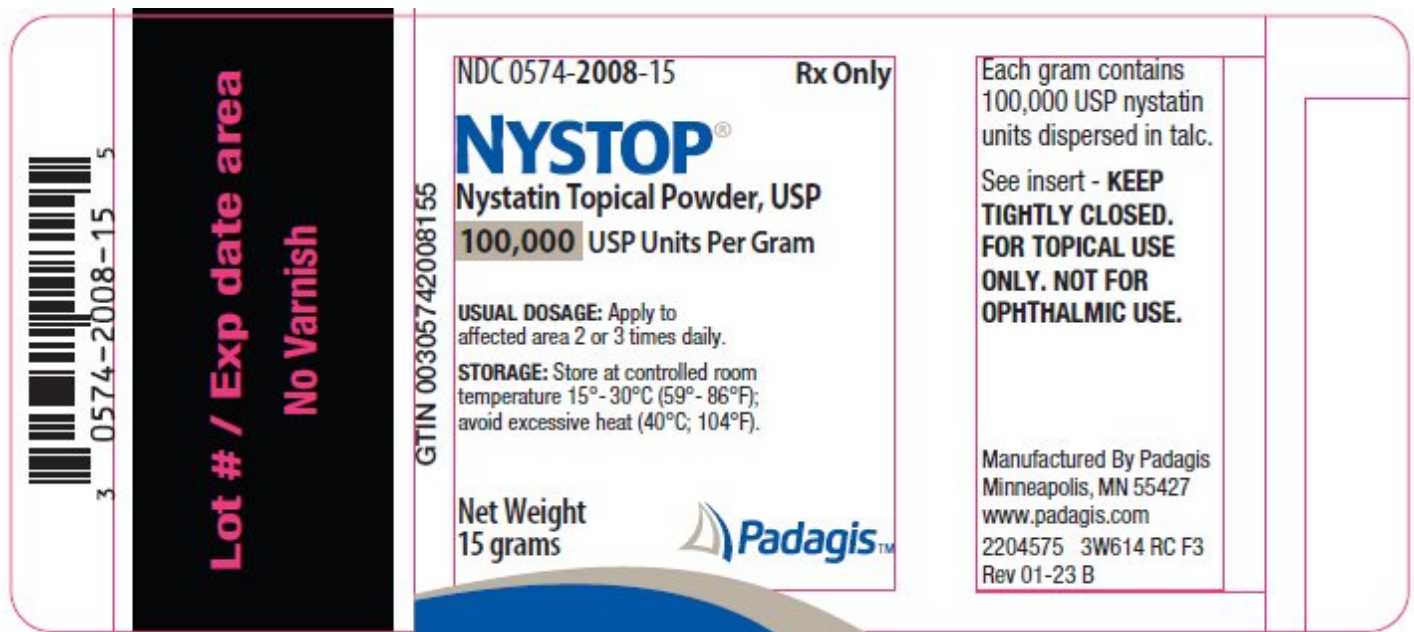 3 0574-2008-15 5
Lot # / Exp date area
No Varnish
GTIN 00305742008155
NDC 0574-2008-15 Rx Only
NYSTOP®
Nystatin Topical Powder, USP
100,000 USP Units Per Gram
USUAL DOSAGE: Apply to
affected area 2 or 3 times daily.
STORAGE: Store at controlled room
temperature 15°- 30°C (59°- 86°F);
avoid excessive heat (40°C; 104°F).
Net Weight
15 grams
Padagis™
Each gram contains
100,000 USP nystatin
units dispersed in talc.
See insert - KEEP
TIGHTLY CLOSED.
FOR TOPICAL USE
ONLY. NOT FOR
OPHTHALMIC USE.
Manufactured By Padagis
Minneapolis, MN 55427
www.padagis.com
2204575 3W614 RC F3
Rev 01-23 B